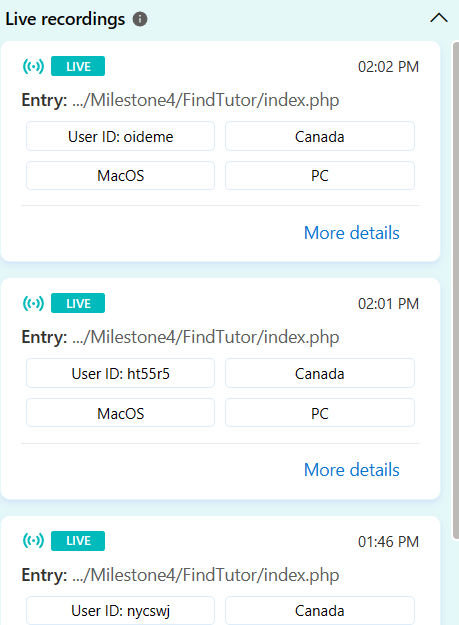 Live recordings
LIVE 02:02 PM
Entry: .../Milestone4/FindTutor/index.php
User ID: oideme Canada
MacOS PC
More details
LIVE 02:01 PM
Entry: .../Milestone4/FindTutor/index.php
User ID: ht55r5 Canada
MacOS PC
More details
LIVE 01:46 PM
Entry: .../Milestone4/FindTutor/index.php
User ID: nycswj Canada